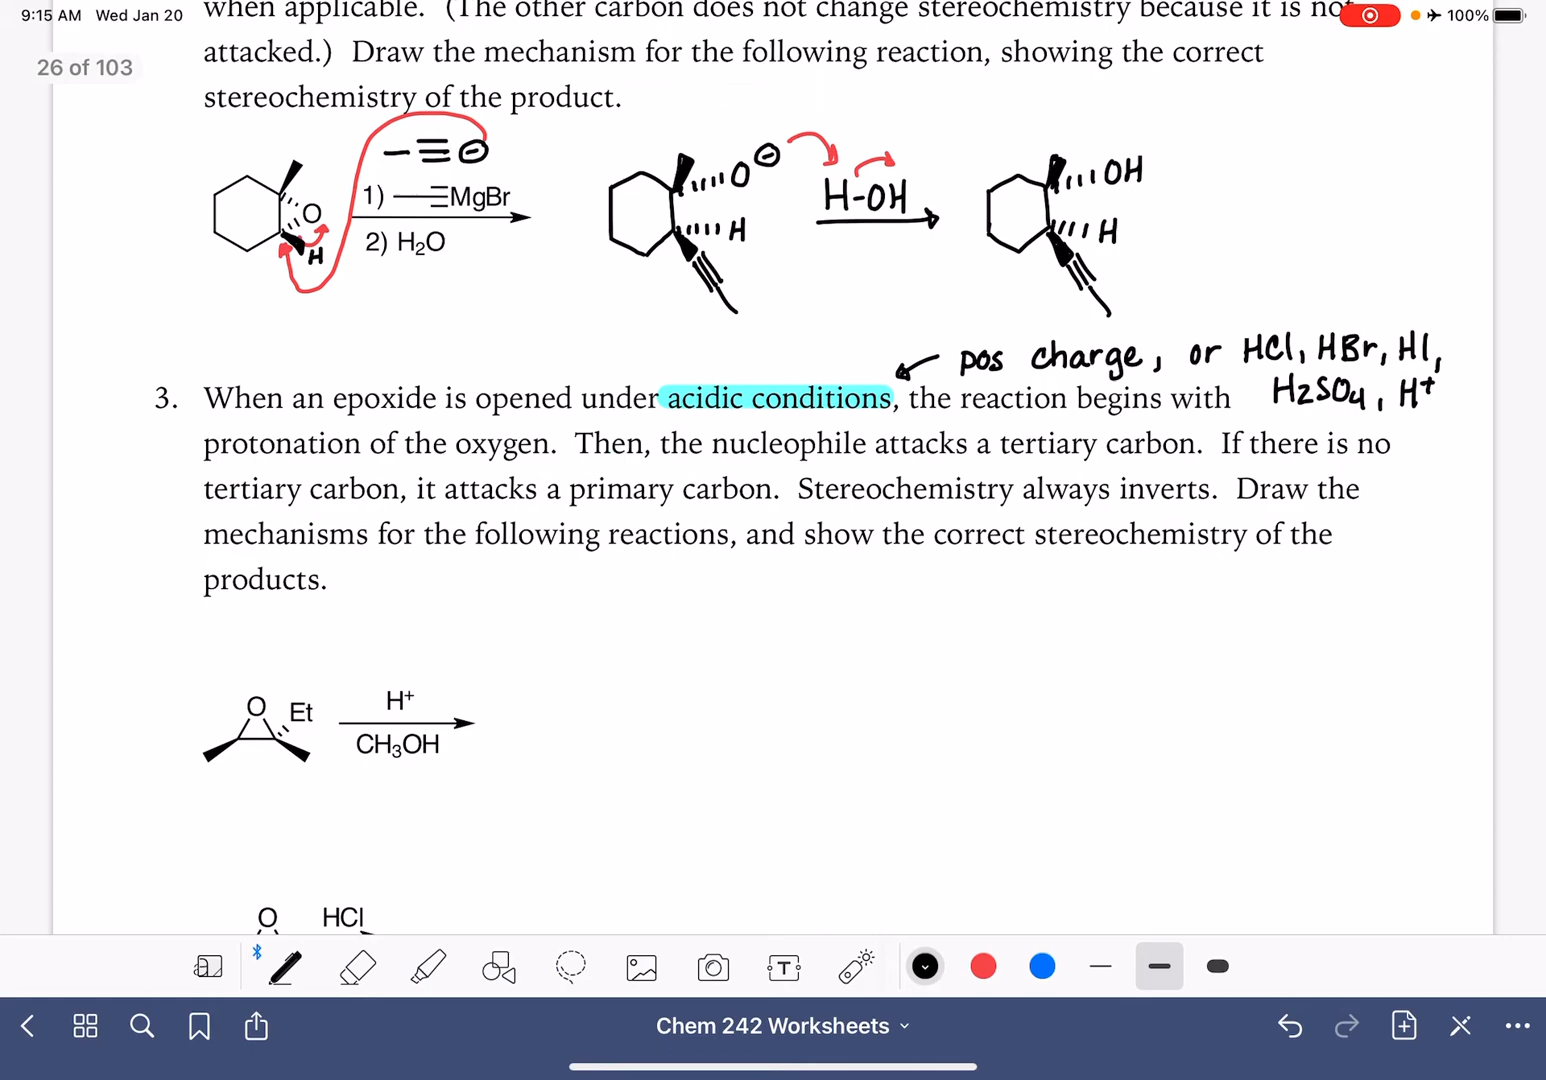 9:15 AM Wed Jan 20
100%
26 of 103
when applicable. (The other carbon does not change stereochemistry because it is
attacked.) Draw the mechanism for the following reaction, showing the correct
stereochemistry of the product.
O
H
−≡⊖
1) —≡MgBr
2) H₂O
O⊖
H
H-OH
OH
H
pos charge, or HCl, HBr, HI,
H₂SO₄, H⁺
3. When an epoxide is opened under acidic conditions, the reaction begins with
protonation of the oxygen. Then, the nucleophile attacks a tertiary carbon. If there is no
tertiary carbon, it attacks a primary carbon. Stereochemistry always inverts. Draw the
mechanisms for the following reactions, and show the correct stereochemistry of the
products.
O Et
H⁺
CH₃OH
O HCl
T
Chem 242 Worksheets